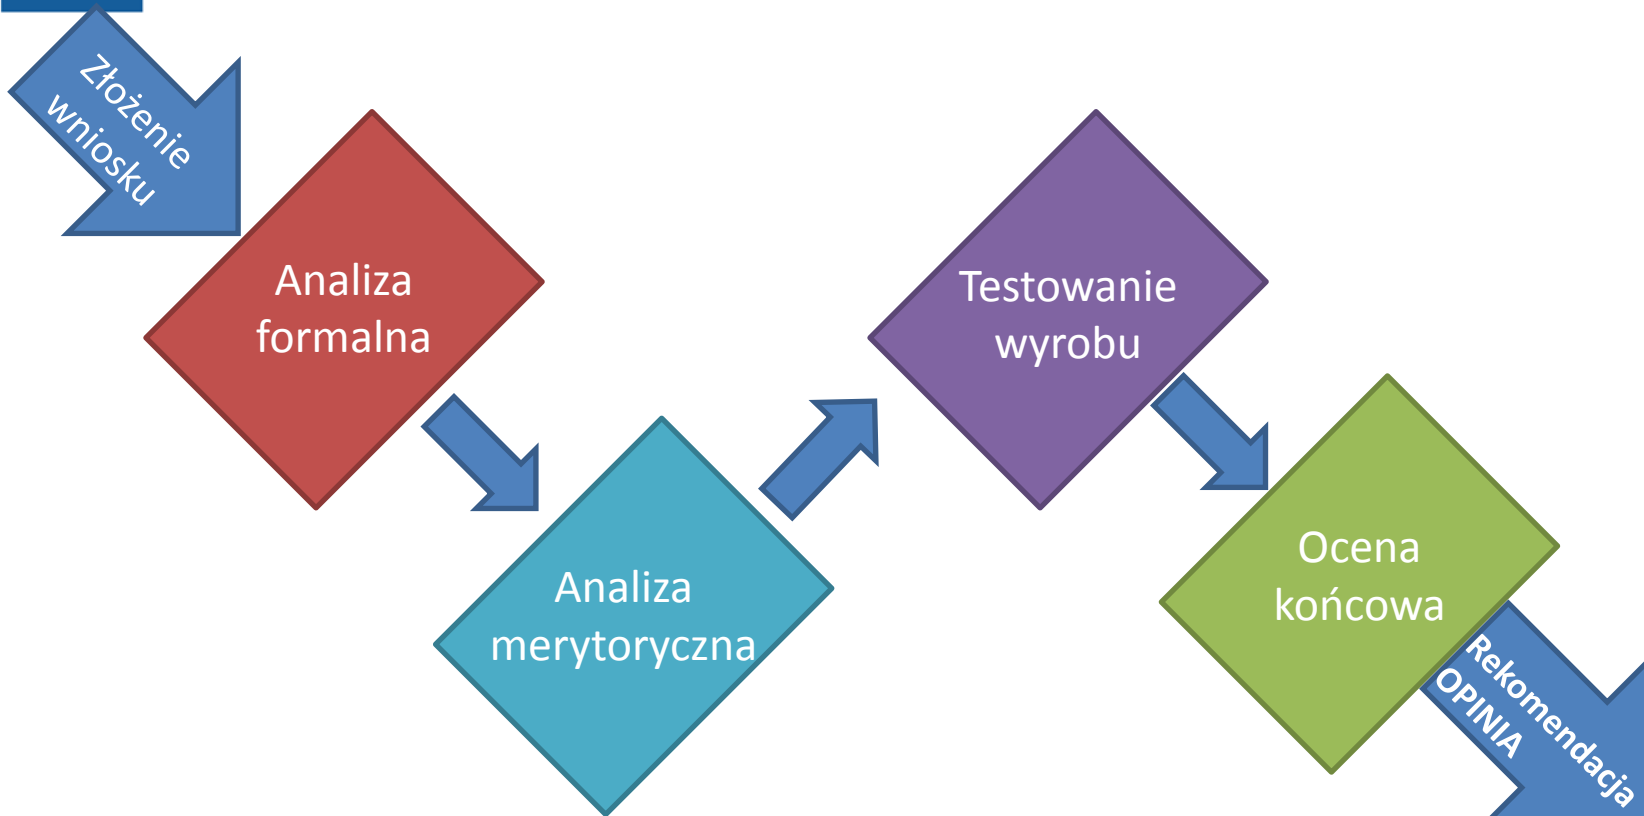 Złożenie
wniosku
Analiza
formalna
Analiza
merytoryczna
Testowanie
wyrobu
Ocena
końcowa
Rekomendacja
OPINIA